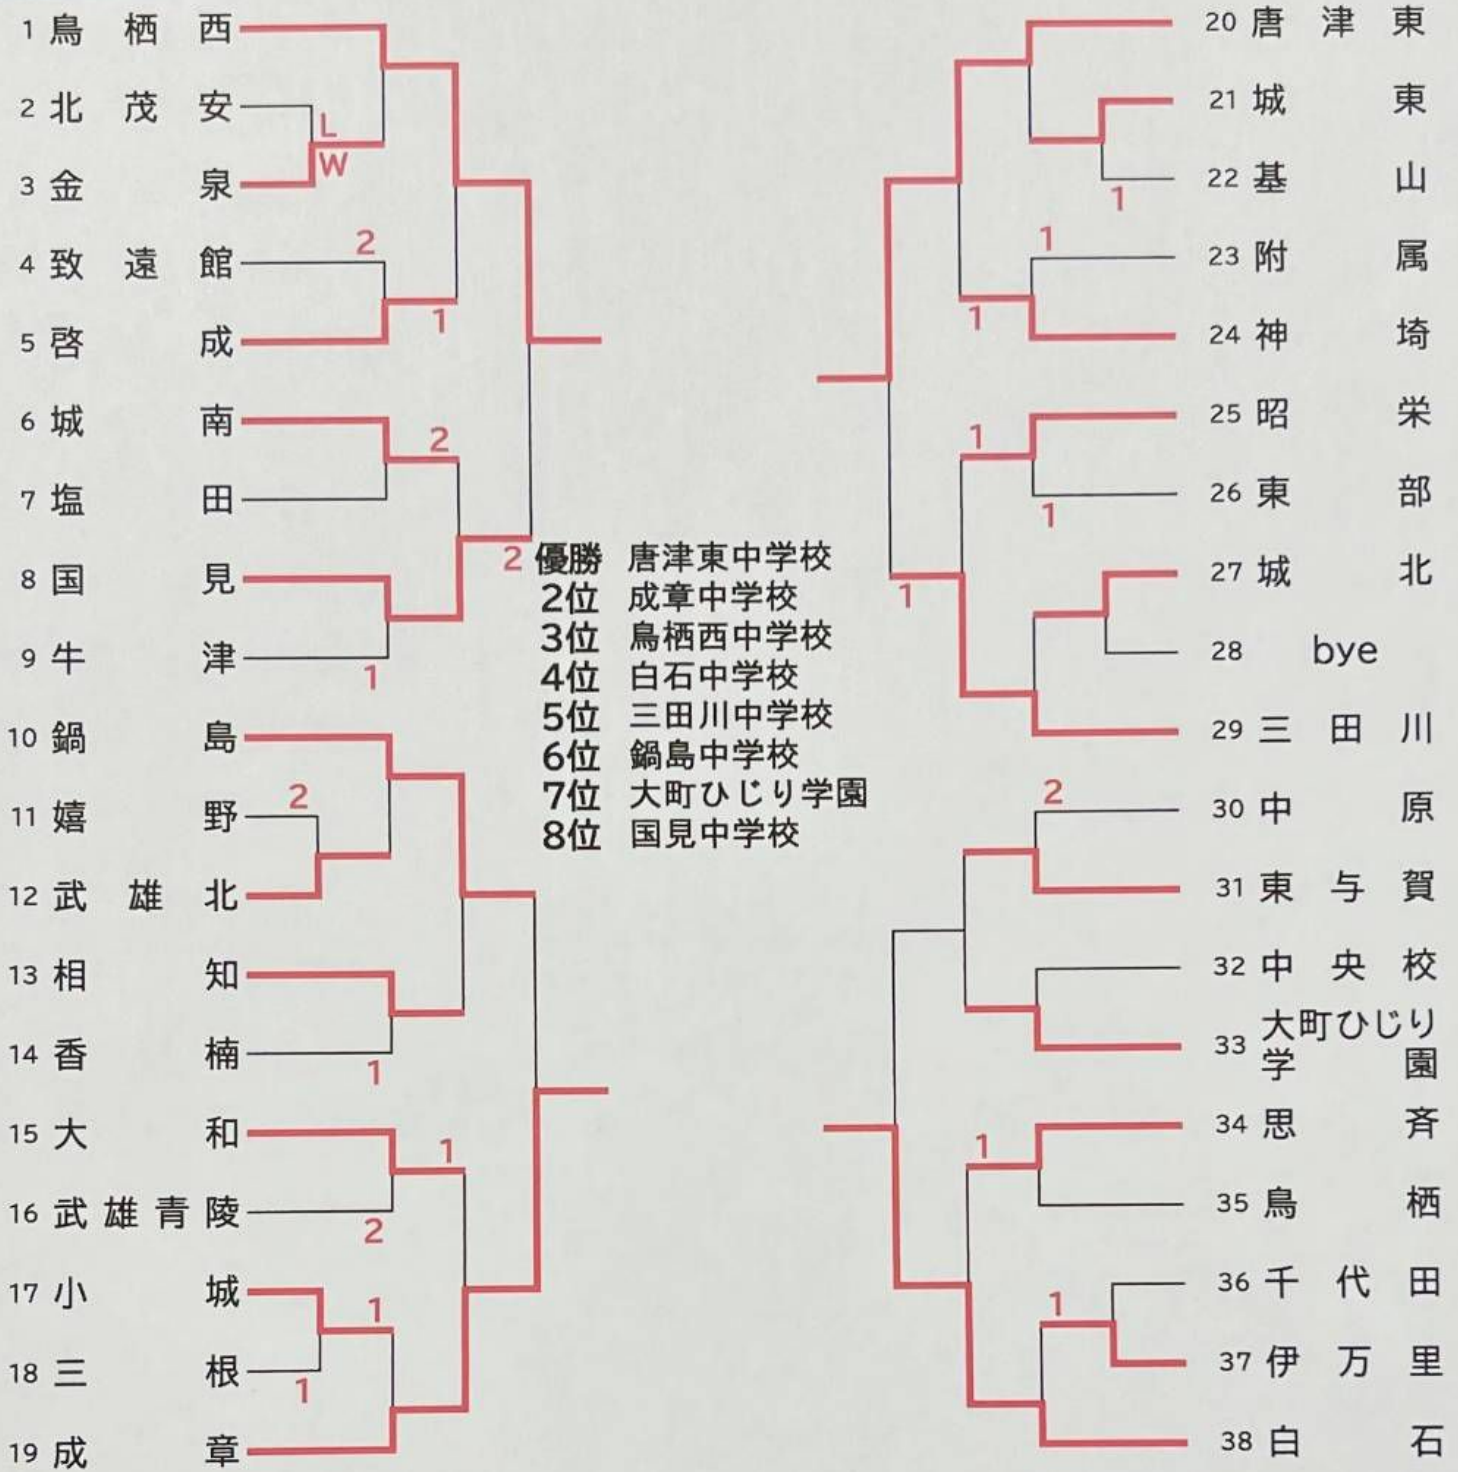 1 鳥栖西
2 北茂安
L
W
3 金泉
2
4 致遠館
5 啓成
1
6 城南
2
7 塩田
8 国見
9 牛津
1
2
10 鍋島
2
11 嬉野
12 武雄北
13 相知
14 香楠
1
15 大和
1
16 武雄青陵
2
17 小城
1
18 三根
1
19 成章
優勝 唐津東中学校
2位 成章中学校
3位 鳥栖西中学校
4位 白石中学校
5位 三田川中学校
6位 鍋島中学校
7位 大町ひじり学園
8位 国見中学校
20 唐津東
21 城東
22 基山
1
1
23 附属
1
24 神埼
25 昭栄
1
26 東部
1
27 城北
1
28 bye
29 三田川
2
30 中原
31 東与賀
32 中央校
33 大町ひじり
学園
34 思斉
1
35 鳥栖
36 千代田
1
37 伊万里
38 白石